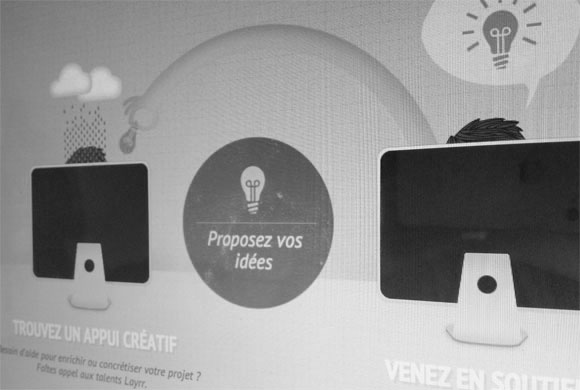 Proposez vos
idées
TROUVEZ UN APPUI CRÉATIF
Besoin d'aide pour enrichir ou concrétiser votre projet ?
Faites appel aux talents Layrr.
VENEZ EN SOUTIE